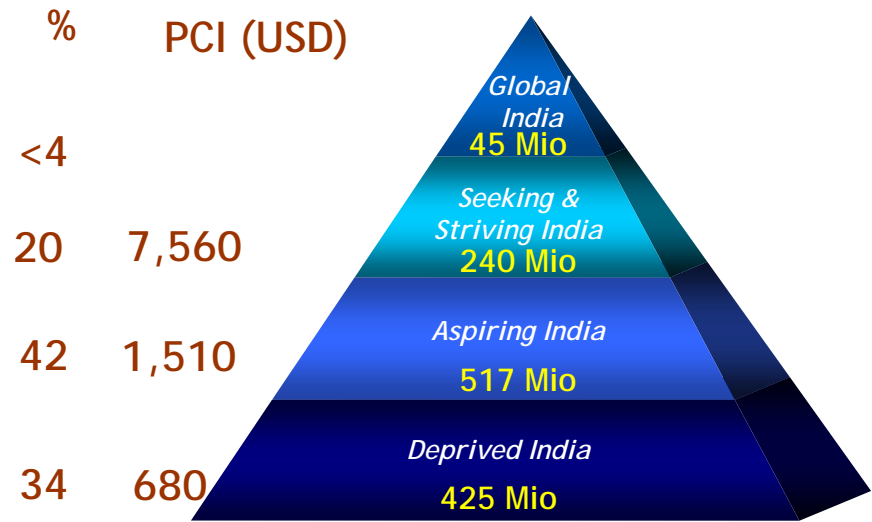 % PCI (USD)
Global
India
<4 45 Mio
Seeking &
Striving India
20 7,560 240 Mio
Aspiring India
42 1,510 517 Mio
Deprived India
34 680 425 Mio